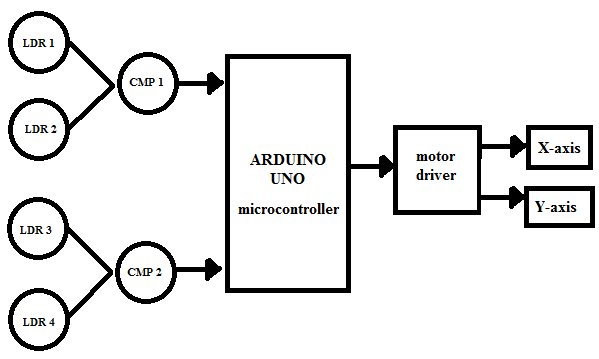 LDR 1
CMP 1
LDR 2
ARDUINO
UNO
microcontroller
motor
driver
X-axis
Y-axis
LDR 3
CMP 2
LDR 4